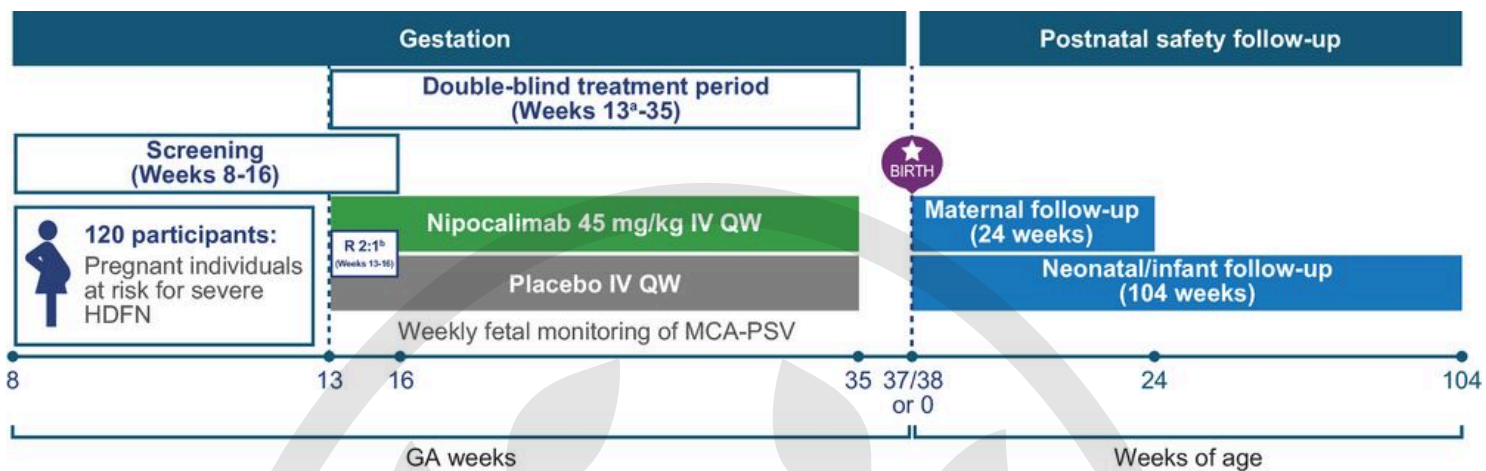 Gestation
Postnatal safety follow-up
Double-blind treatment period
(Weeks 13ᵃ-35)
Screening
(Weeks 8-16)
BIRTH
120 participants:
Pregnant individuals
at risk for severe
HDFN
R 2:1ᵇ
(Weeks 13-16)
Nipocalimab 45 mg/kg IV QW
Placebo IV QW
Maternal follow-up
(24 weeks)
Neonatal/infant follow-up
(104 weeks)
Weekly fetal monitoring of MCA-PSV
8 13 16 35 37/38 24 104
or 0
GA weeks
Weeks of age